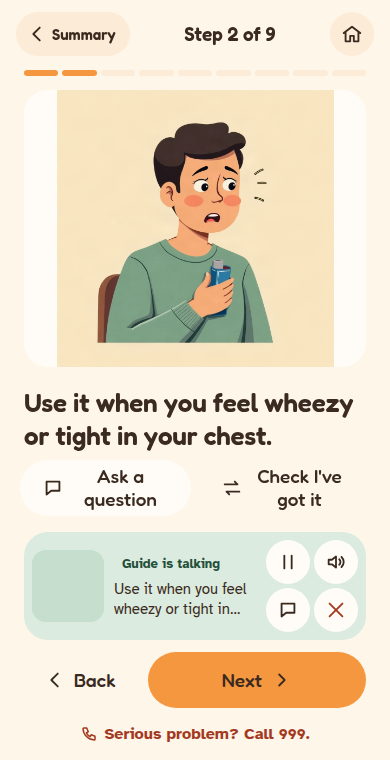 Summary
Step 2 of 9
Use it when you feel wheezy
or tight in your chest.
Ask a
question
Check I've
got it
Guide is talking
Use it when you feel
wheezy or tight in...
Back
Next
Serious problem? Call 999.